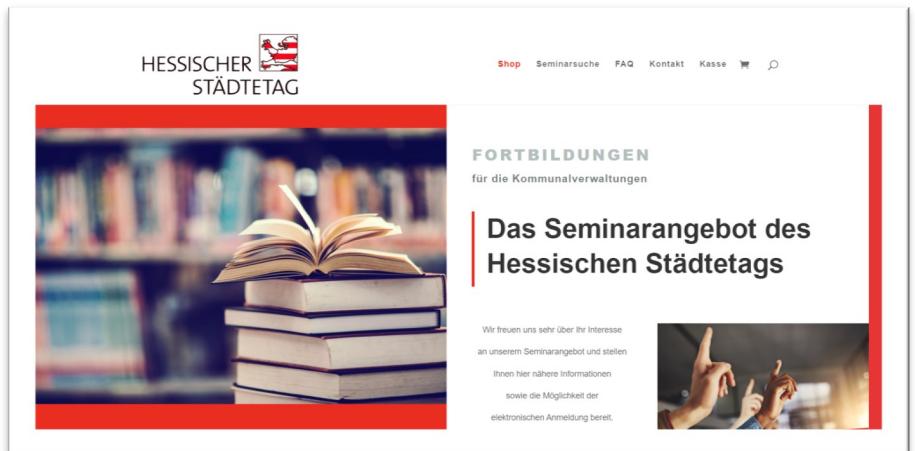 HESSISCHER
STÄDTETAG
Shop Seminarsuche FAQ Kontakt Kasse
FORTBILDUNGEN
für die Kommunalverwaltungen
Das Seminarangebot des
Hessischen Städtetags
Wir freuen uns sehr über Ihr Interesse
an unserem Seminarangebot und stellen
Ihnen hier nähere Informationen
sowie die Möglichkeit der
elektronischen Anmeldung bereit.